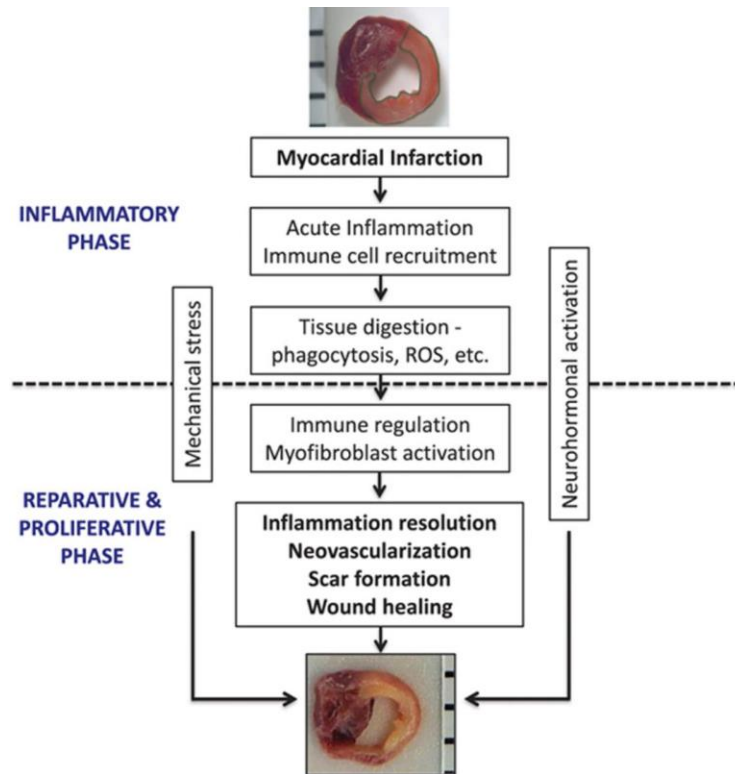 Myocardial Infarction
INFLAMMATORY
PHASE
Acute Inflammation
Immune cell recruitment
Mechanical stress
Neurohormonal activation
Tissue digestion -
phagocytosis, ROS, etc.
Immune regulation
Myofibroblast activation
REPARATIVE &
PROLIFERATIVE
PHASE
Inflammation resolution
Neovascularization
Scar formation
Wound healing